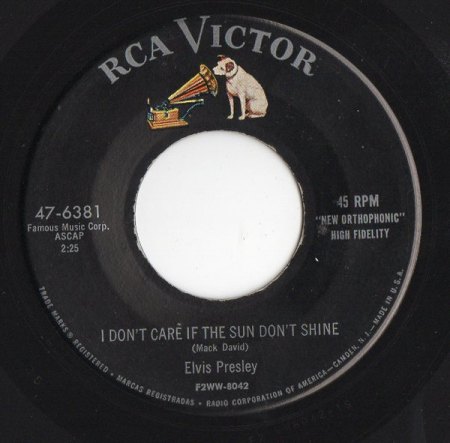 RCA VICTOR
47-6381
Famous Music Corp.
ASCAP
2:25
45 RPM
"NEW ORTHOPHONIC"
HIGH FIDELITY
I DON'T CARE IF THE SUN DON'T SHINE
(Mack David)
Elvis Presley
F2WW-8042
TRADE MARKS ® REGISTERED • MARCAS REGISTRADAS • RADIO CORPORATION OF AMERICA—CAMDEN, N. J.—MADE IN U.S.A.